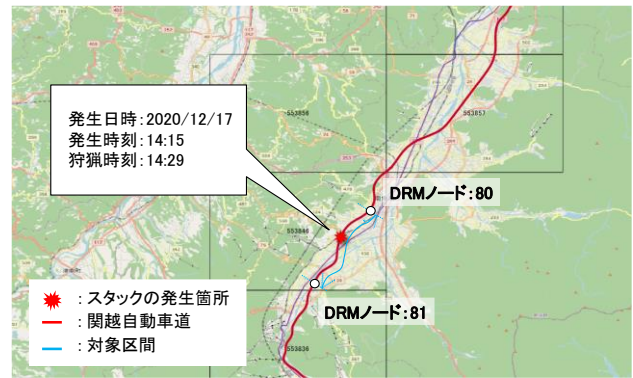 発生日時:2020/12/17
発生時刻:14:15
狩猟時刻:14:29
553856
553857
DRMノード:80
553846
DRMノード:81
553836
:スタックの発生箇所
:関越自動車道
:対象区間